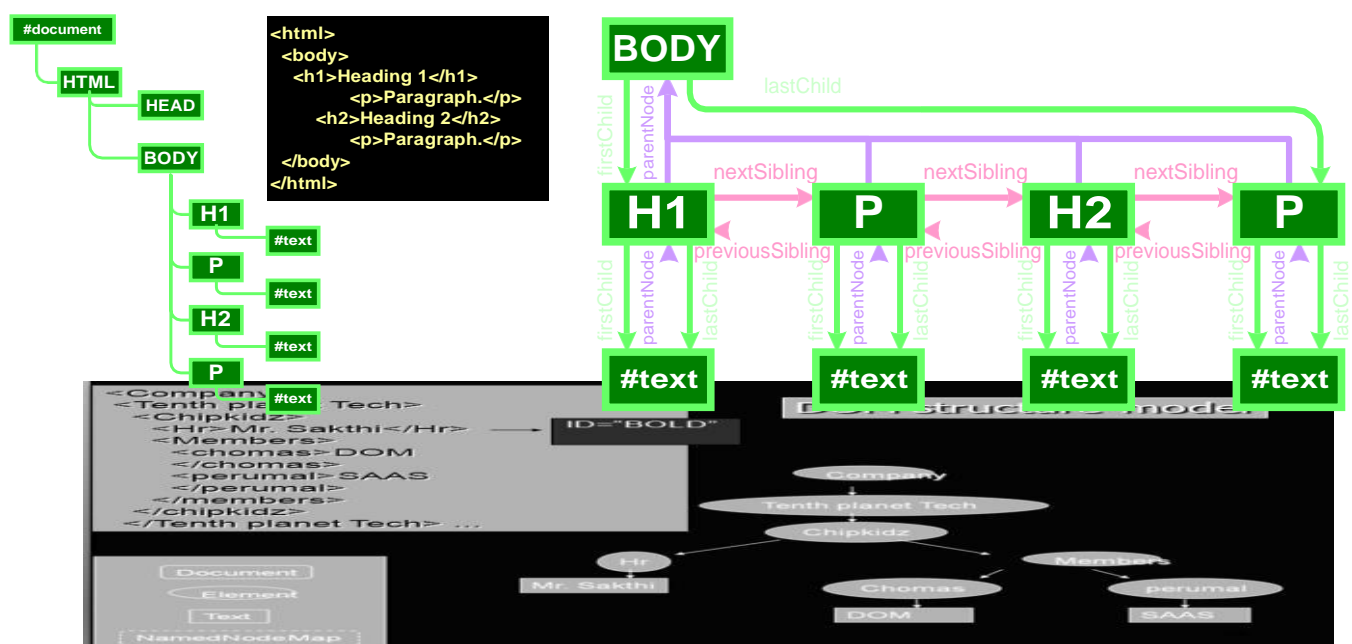 #document
HTML
HEAD
BODY
H1
#text
P
#text
H2
#text
P
#text
<html>
<body>
<h1>Heading 1</h1>
<p>Paragraph.</p>
<h2>Heading 2</h2>
<p>Paragraph.</p>
</body>
</html>
BODY
lastChild
firstChild
parentNode
nextSibling
nextSibling
nextSibling
H1
P
H2
P
previousSibling
previousSibling
previousSibling
firstChild
parentNode
lastChild
firstChild
parentNode
lastChild
firstChild
parentNode
lastChild
firstChild
parentNode
lastChild
#text
#text
#text
#text
<Company
<Tenth planet Tech>
<Chipkidz>
<Hr>Mr. Sakthi</Hr>
<Members>
<chomas>DOM
</chomas>
<perumal>SAAS
</perumal>
</members>
</chipkidz>
</Tenth planet Tech> ...
ID="BOLD"
DOM structure model
Company
Tenth planet Tech
Chipkidz
Hr
Members
Mr. Sakthi
Chomas
perumal
DOM
SAAS
Document
Element
Text
NamedNodeMap